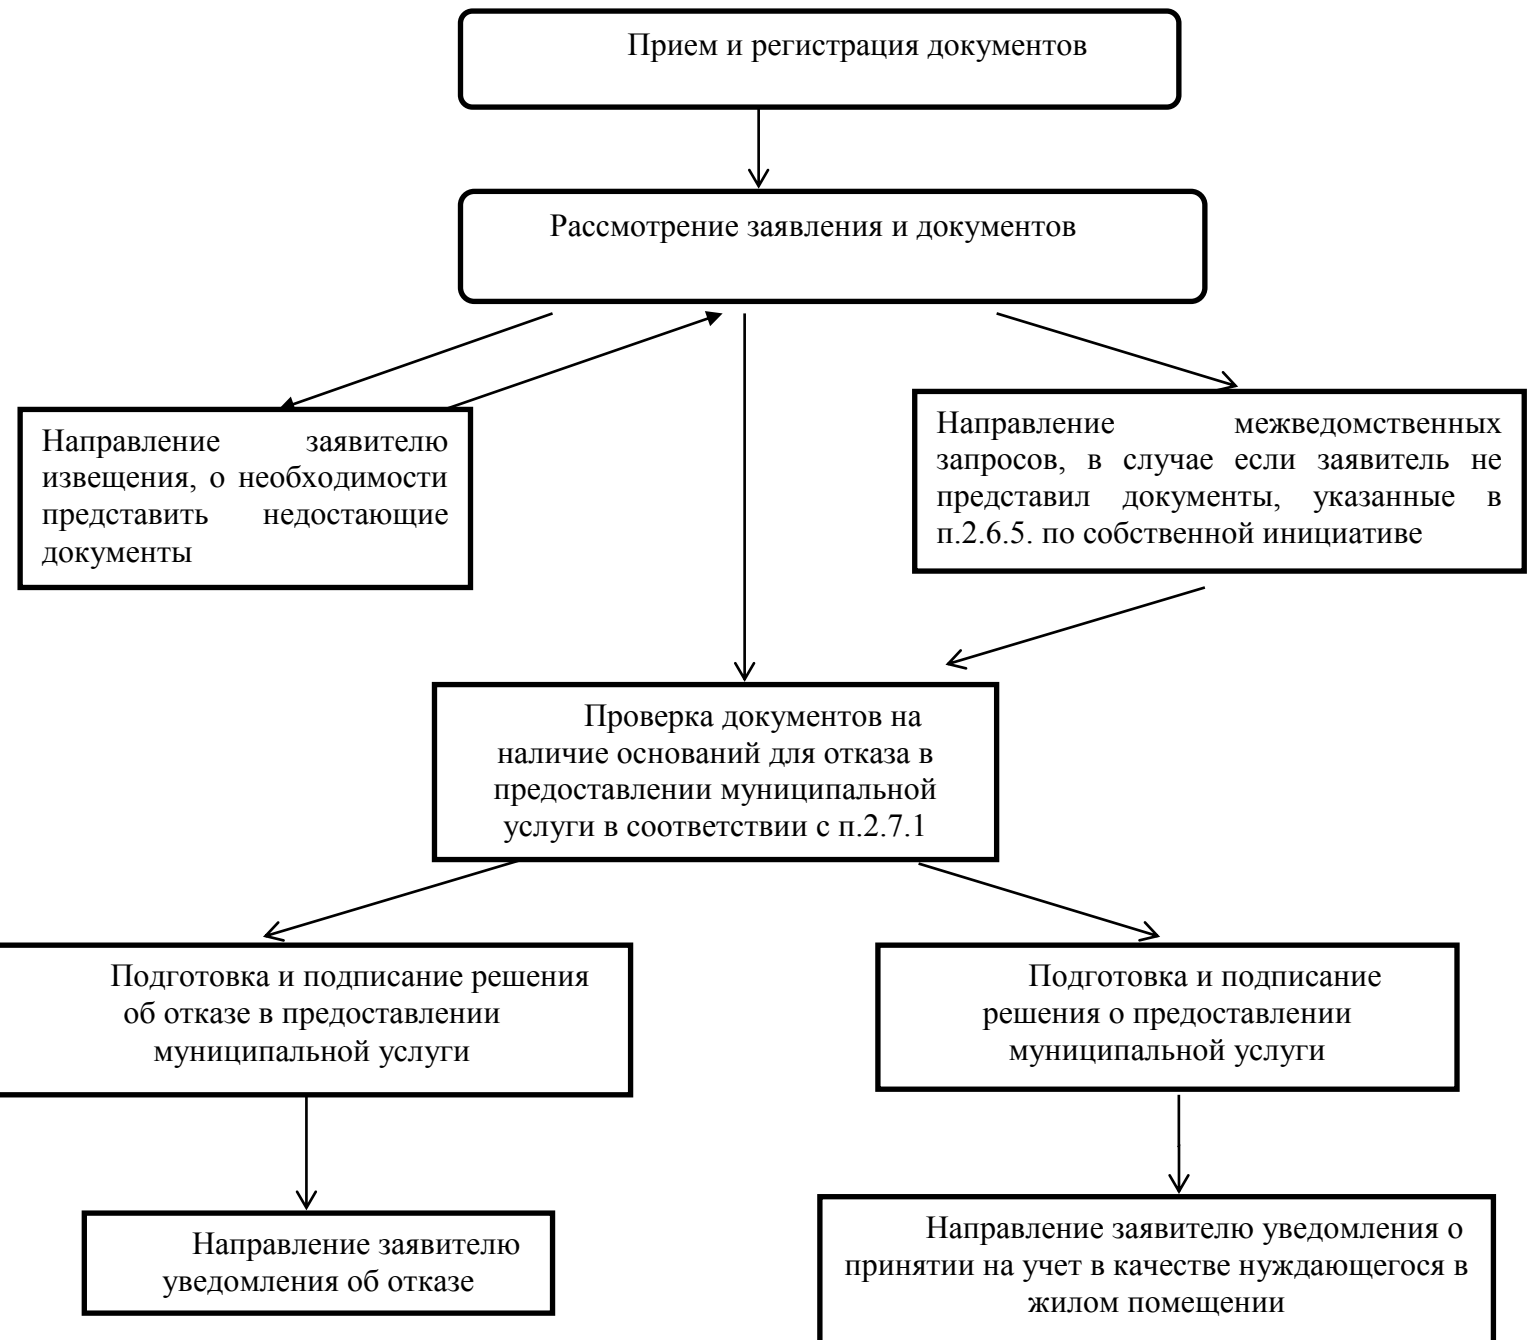 Прием и регистрация документов
Рассмотрение заявления и документов
Направление заявителю
извещения, о необходимости
представить недостающие
документы
Направление межведомственных
запросов, в случае если заявитель не
представил документы, указанные в
п.2.6.5. по собственной инициативе
Проверка документов на
наличие оснований для отказа в
предоставлении муниципальной
услуги в соответствии с п.2.7.1
Подготовка и подписание решения
об отказе в предоставлении
муниципальной услуги
Подготовка и подписание
решения о предоставлении
муниципальной услуги
Направление заявителю
уведомления об отказе
Направление заявителю уведомления о
принятии на учет в качестве нуждающегося в
жилом помещении